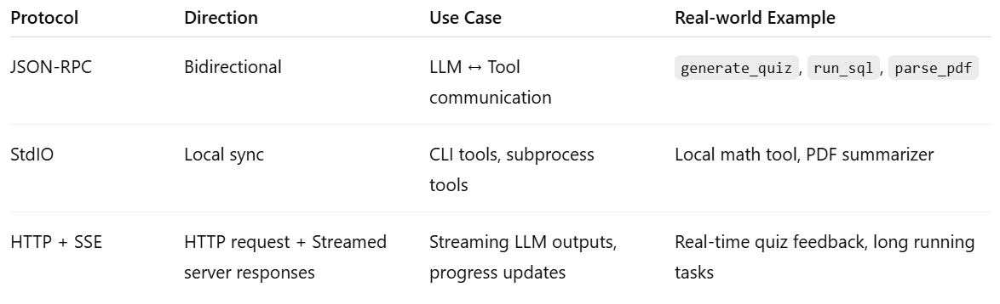 Protocol Direction Use Case Real-world Example
JSON-RPC Bidirectional LLM ↔ Tool generate_quiz, run_sql, parse_pdf
communication
StdIO Local sync CLI tools, subprocess Local math tool, PDF summarizer
tools
HTTP + SSE HTTP request + Streamed Streaming LLM outputs, Real-time quiz feedback, long running
server responses progress updates tasks